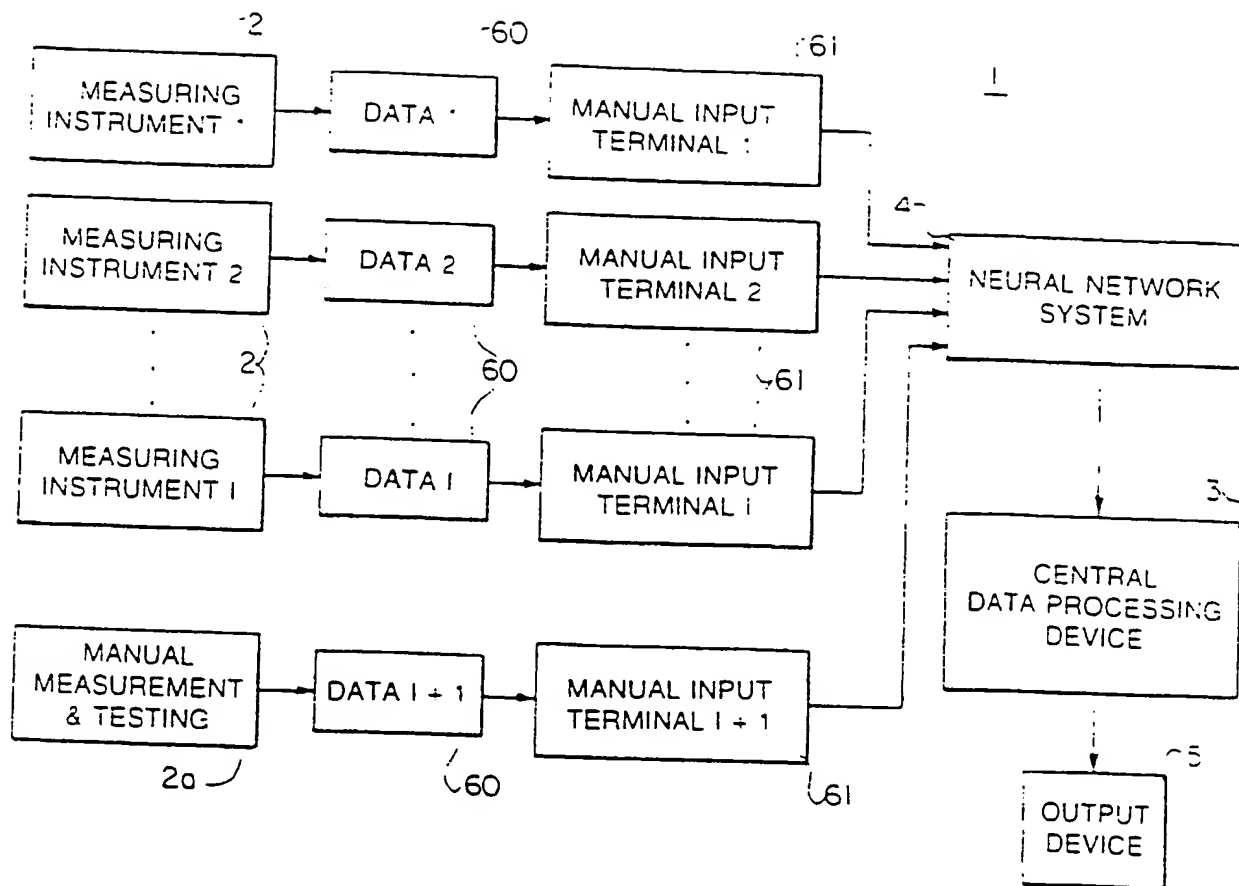 2
60
61
1
MEASURING
INSTRUMENT
DATA
MANUAL INPUT
TERMINAL
MEASURING
INSTRUMENT 2
DATA 2
MANUAL INPUT
TERMINAL 2
4
NEURAL NETWORK
SYSTEM
2
60
61
MEASURING
INSTRUMENT I
DATA I
MANUAL INPUT
TERMINAL i
3
CENTRAL
DATA PROCESSING
DEVICE
MANUAL
MEASUREMENT
& TESTING
DATA I + 1
MANUAL INPUT
TERMINAL I + 1
2a
60
61
5
OUTPUT
DEVICE